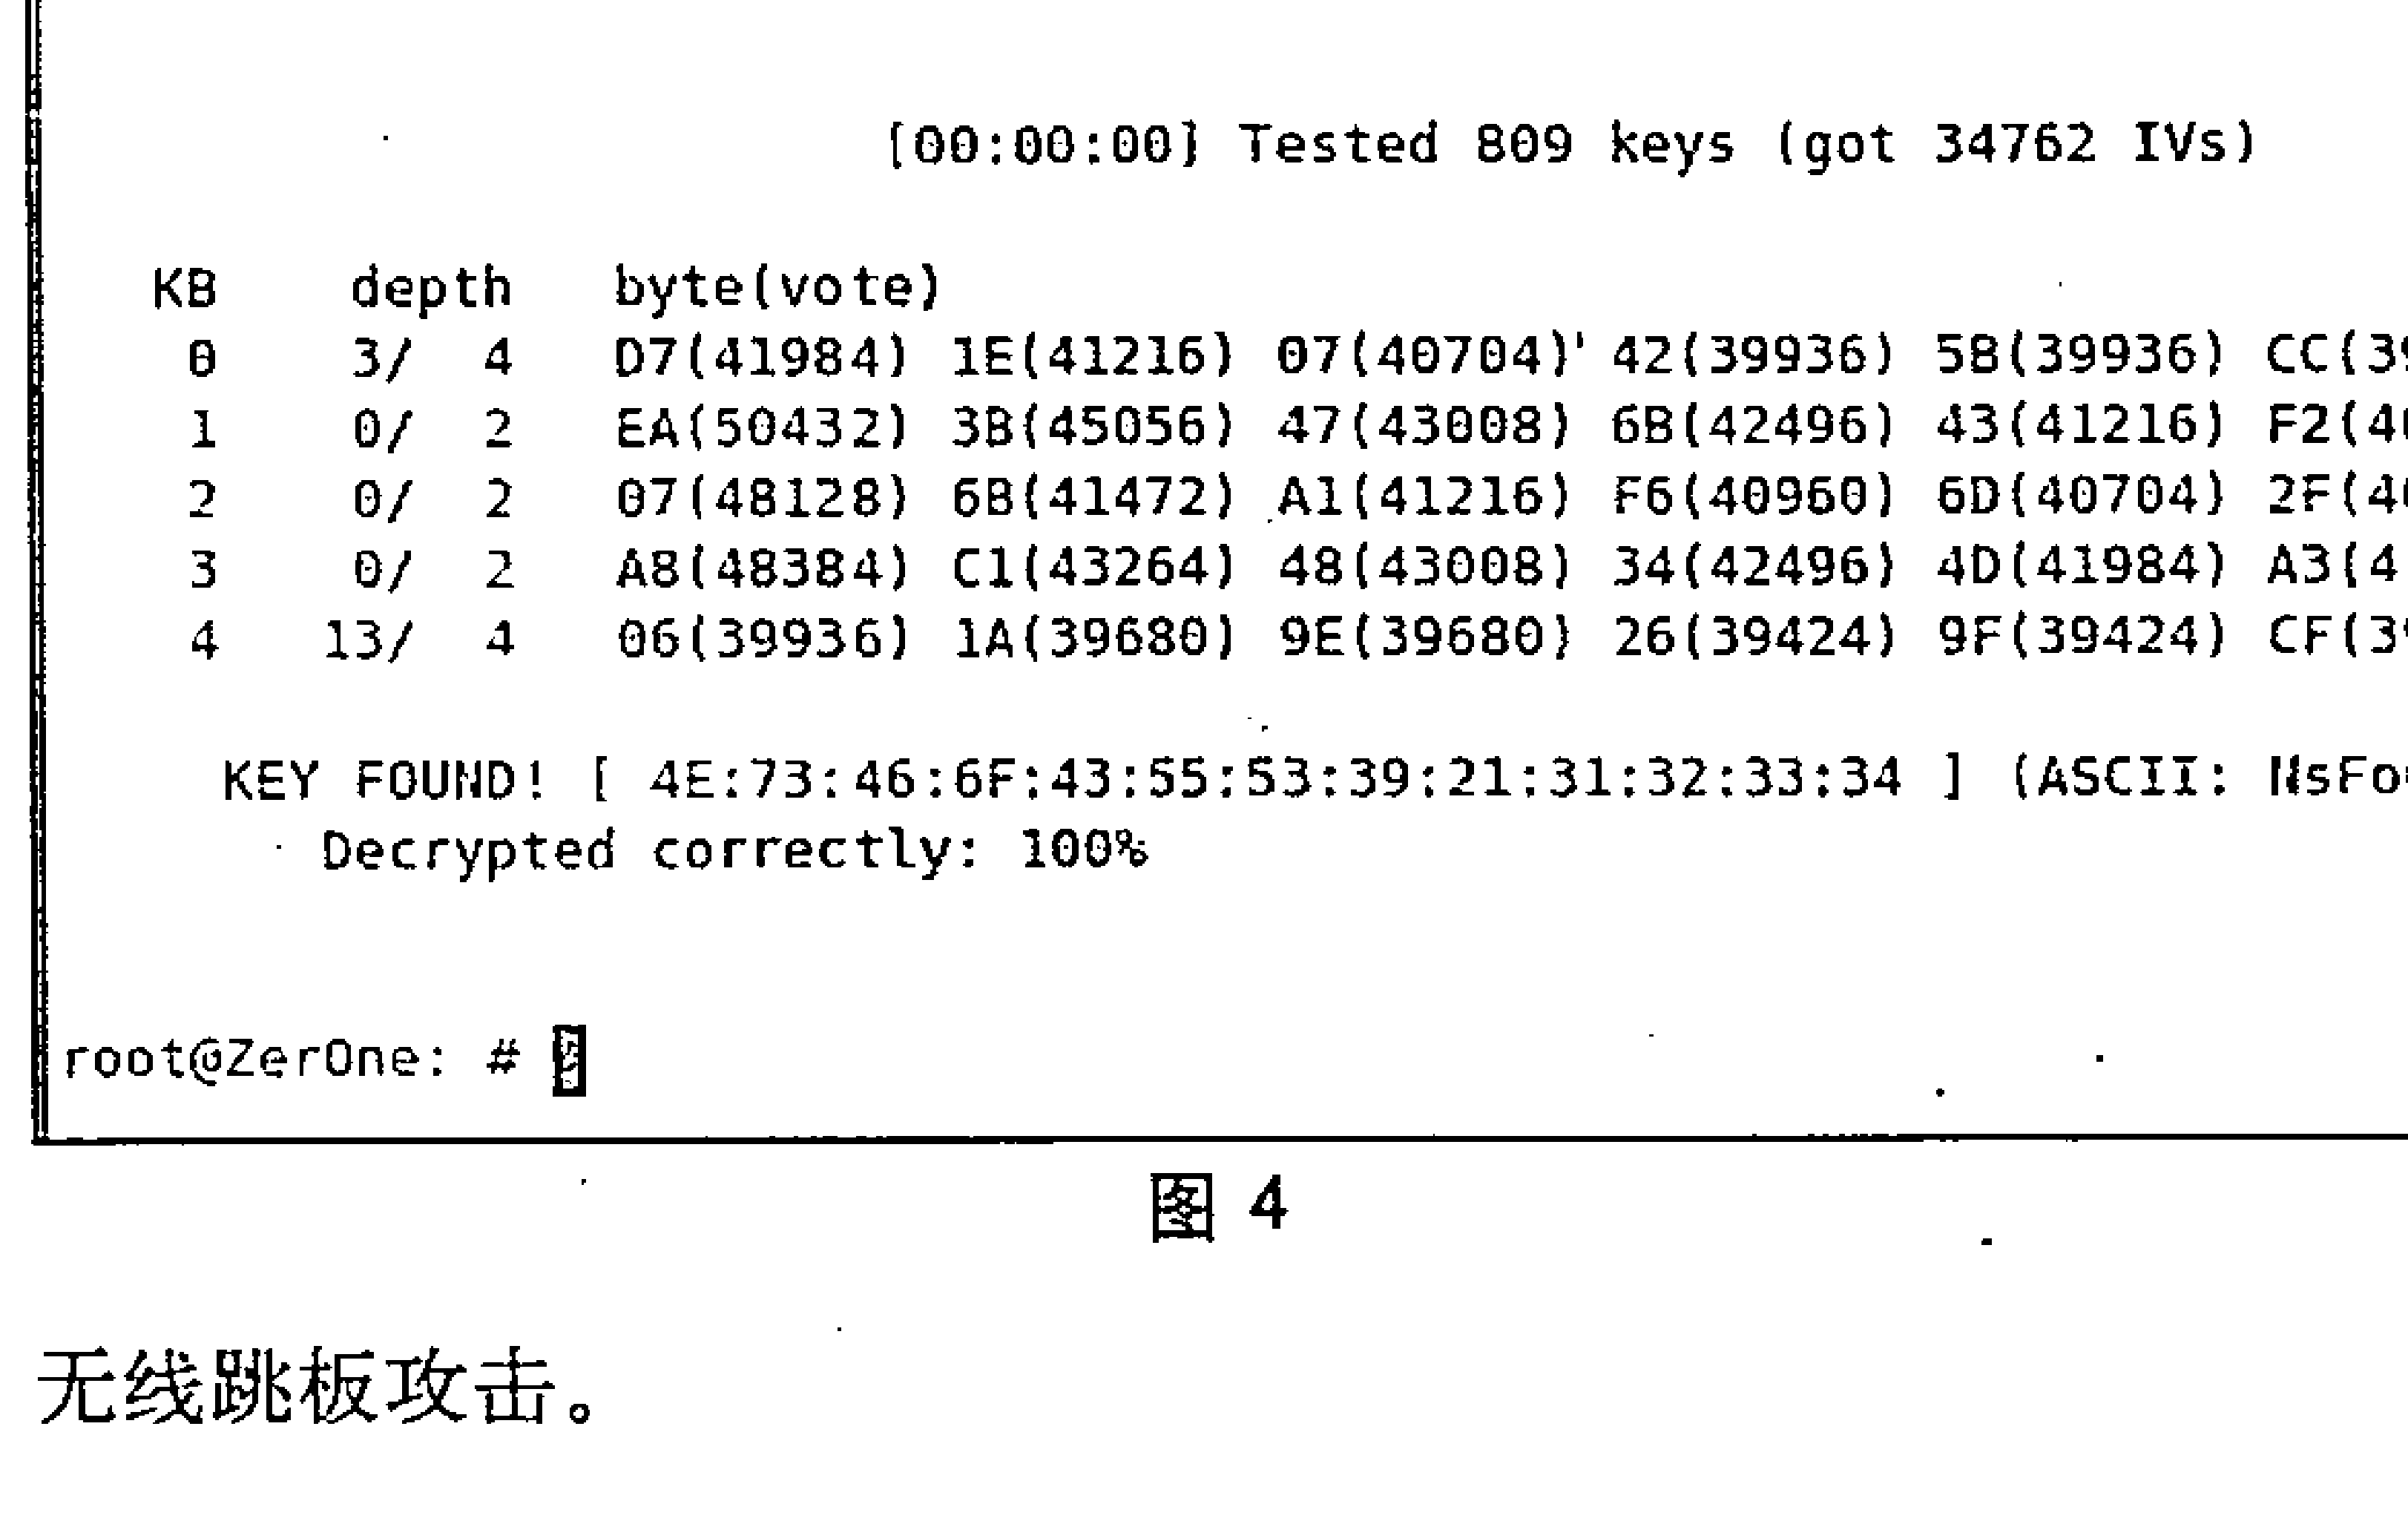 [00:00:00] Tested 809 keys (got 34762 IVs)
KB depth byte(vote)
0 3/ 4 D7(41984) 1E(41216) 07(40704) 42(39936) 5B(39936) CC(39
1 0/ 2 EA(50432) 3B(45056) 47(43008) 6B(42496) 43(41216) F2(40
2 0/ 2 07(48128) 6B(41472) A1(41216) F6(40960) 6D(40704) 2F(40
3 0/ 2 A8(48384) C1(43264) 48(43008) 34(42496) 4D(41984) A3(41
4 13/ 4 06(39936) 1A(39680) 9E(39680) 26(39424) 9F(39424) CF(39
KEY FOUND! [ 4E:73:46:6F:43:55:53:39:21:31:32:33:34 ] (ASCII: NsFo
Decrypted correctly: 100%
root@ZerOne: #
图 4
无线跳板攻击。